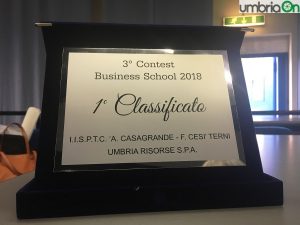 umbriaOn
3° Contest
Business School 2018
1° Classificato
I.I.S.P.T.C. 'A. CASAGRANDE - F. CESI' TERNI
UMBRIA RISORSE S.P.A.